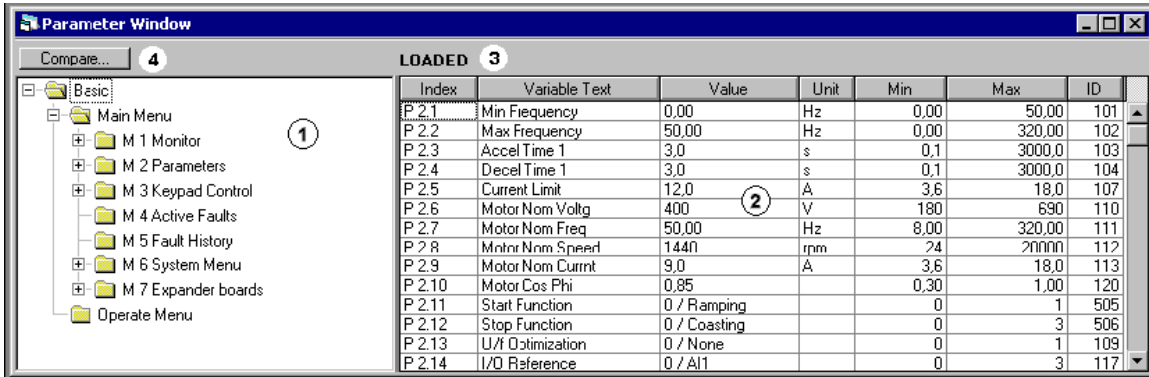 Parameter Window
Compare... 4 LOADED 3
Basic
Main Menu
1
M 1 Monitor
M 2 Parameters
M 3 Keypad Control
M 4 Active Faults
M 5 Fault History
M 6 System Menu
M 7 Expander boards
Operate Menu
Index Variable Text Value Unit Min Max ID
P 2.1 Min Frequency 0,00 Hz 0,00 50,00 101
P 2.2 Max Frequency 50,00 Hz 0,00 320,00 102
P 2.3 Accel Time 1 3,0 s 0,1 3000,0 103
P 2.4 Decel Time 1 3,0 s 0,1 3000,0 104
P 2.5 Current Limit 12,0 A 3,6 18,0 107
2
P 2.6 Motor Nom Voltg 400 V 180 690 110
P 2.7 Motor Nom Freq 50,00 Hz 8,00 320,00 111
P 2.8 Motor Nom Speed 1440 rpm 24 20000 112
P 2.9 Motor Nom Currnt 9,0 A 3,6 18,0 113
P 2.10 Motor Cos Phi 0,85 0,30 1,00 120
P 2.11 Start Function 0 / Ramping 0 1 505
P 2.12 Stop Function 0 / Coasting 0 3 506
P 2.13 U/f Optimization 0 / None 0 1 109
P 2.14 I/O Reference 0 / AI1 0 3 117